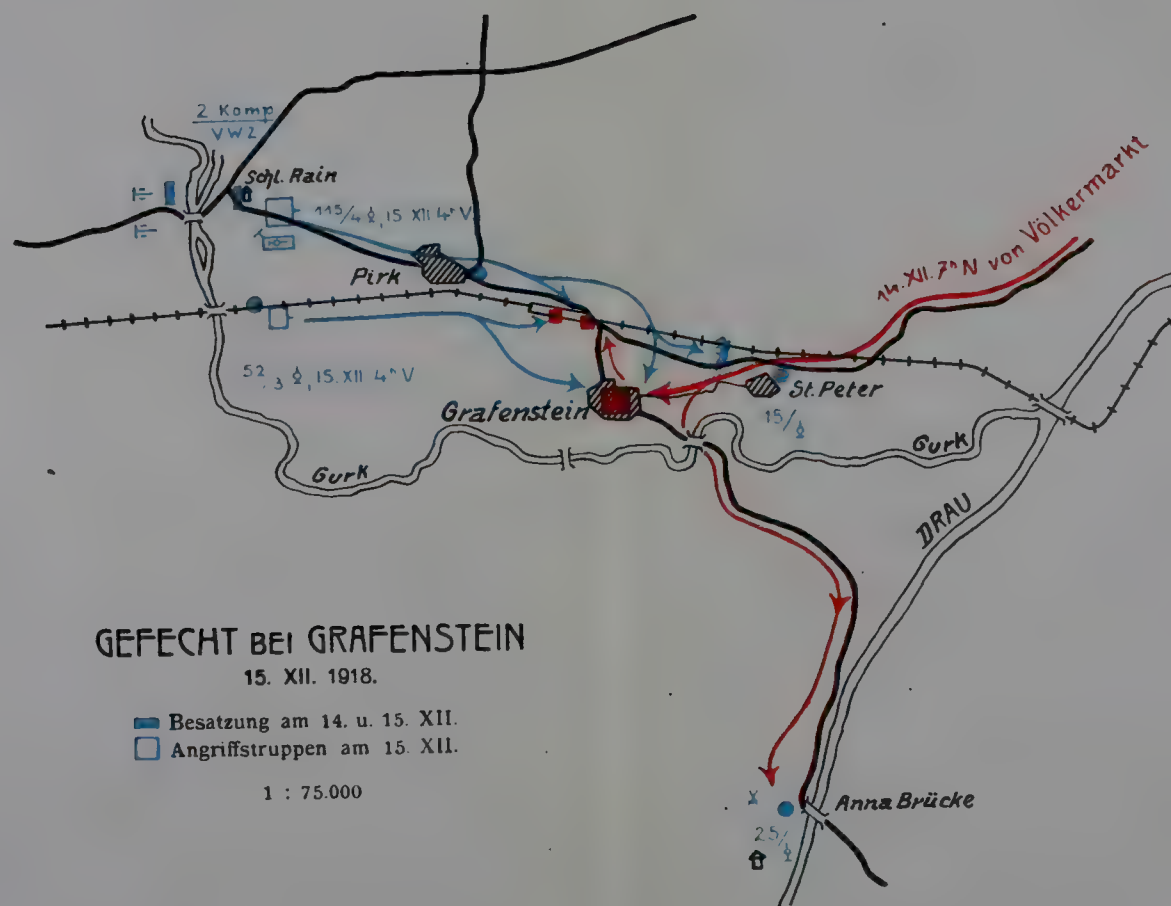 2 Komp
VW2
Schl. Rain
115/4, 15 XII 4h V
Pirk
14. XII. 7h N von Völkermarkt
52/3, 15. XII 4h V
St. Peter
15/
Grafenstein
Gurk
Gurk
DRAU
GEFECHT BEI GRAFENSTEIN
15. XII. 1918.
Besatzung am 14. u. 15. XII.
Angriffstruppen am 15. XII.
1 : 75.000
Anna Brücke
25/